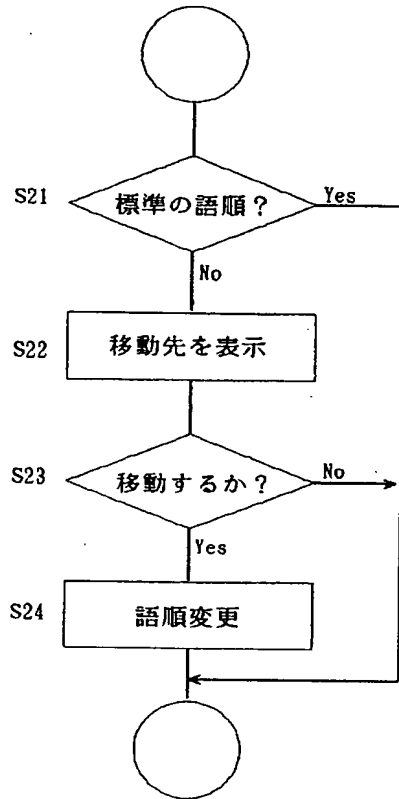 S21
標準の語順？
Yes
No
S22
移動先を表示
S23
移動するか？
No
Yes
S24
語順変更